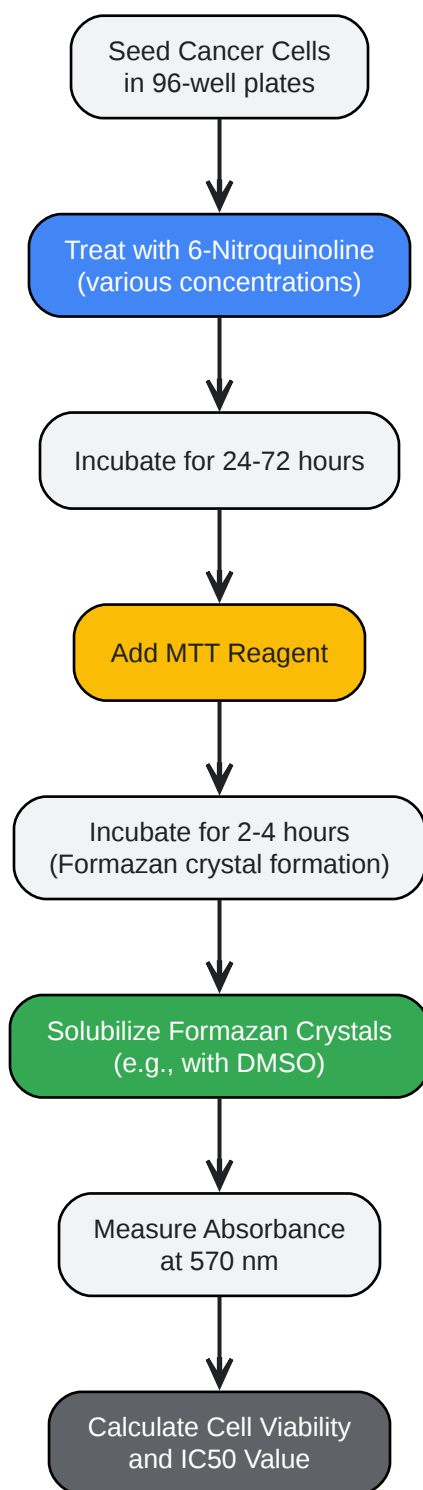 Seed Cancer Cells
in 96-well plates
Treat with 6-Nitroquinoline
(various concentrations)
Incubate for 24-72 hours
Add MTT Reagent
Incubate for 2-4 hours
(Formazan crystal formation)
Solubilize Formazan Crystals
(e.g., with DMSO)
Measure Absorbance
at 570 nm
Calculate Cell Viability
and IC50 Value